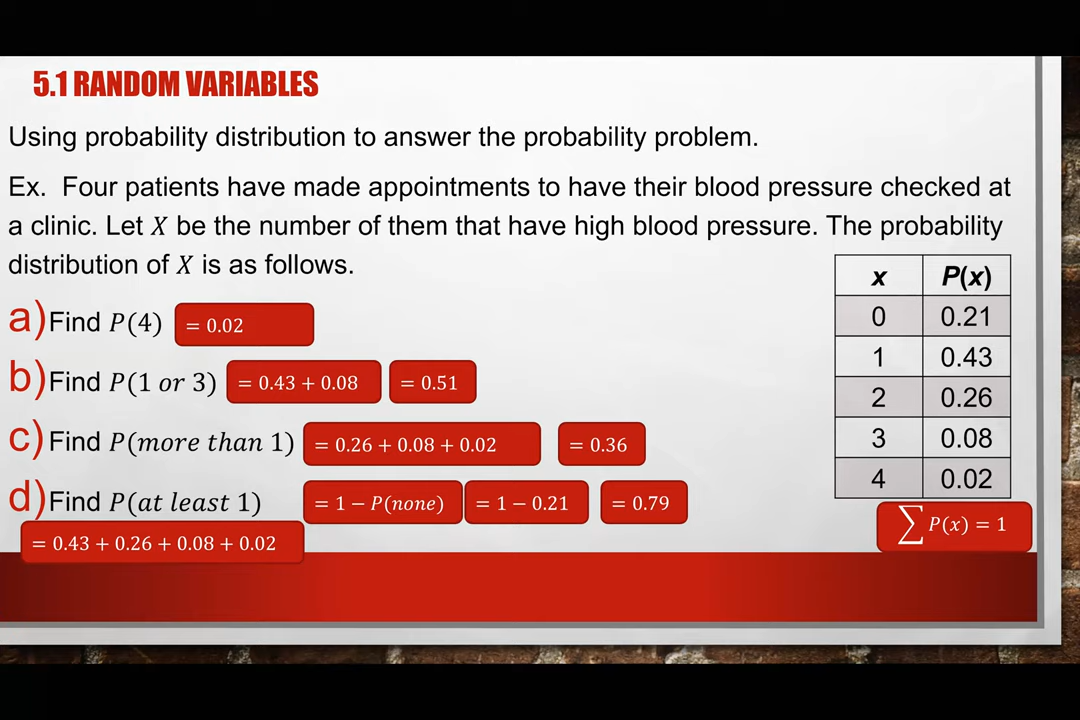 5.1 RANDOM VARIABLES
Using probability distribution to answer the probability problem.
Ex. Four patients have made appointments to have their blood pressure checked at
a clinic. Let X be the number of them that have high blood pressure. The probability
distribution of X is as follows.
a) Find P(4) = 0.02
b) Find P(1 or 3) = 0.43 + 0.08 = 0.51
c) Find P(more than 1) = 0.26 + 0.08 + 0.02 = 0.36
d) Find P(at least 1) = 1 − P(none) = 1 − 0.21 = 0.79
= 0.43 + 0.26 + 0.08 + 0.02
x P(x)
0 0.21
1 0.43
2 0.26
3 0.08
4 0.02
∑ P(x) = 1